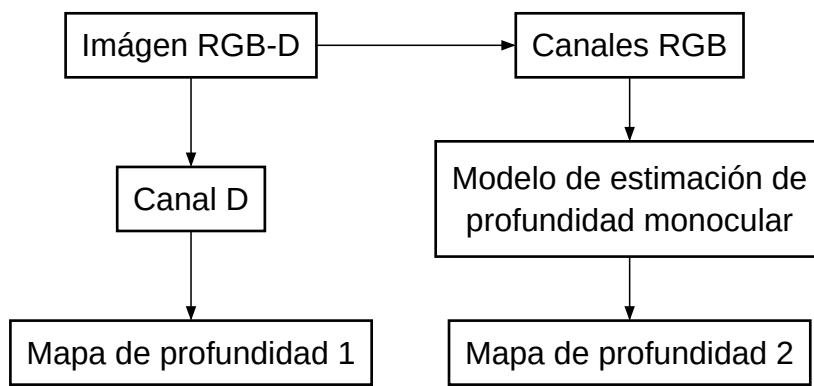 Imágen RGB-D
Canales RGB
Canal D
Modelo de estimación de
profundidad monocular
Mapa de profundidad 1
Mapa de profundidad 2